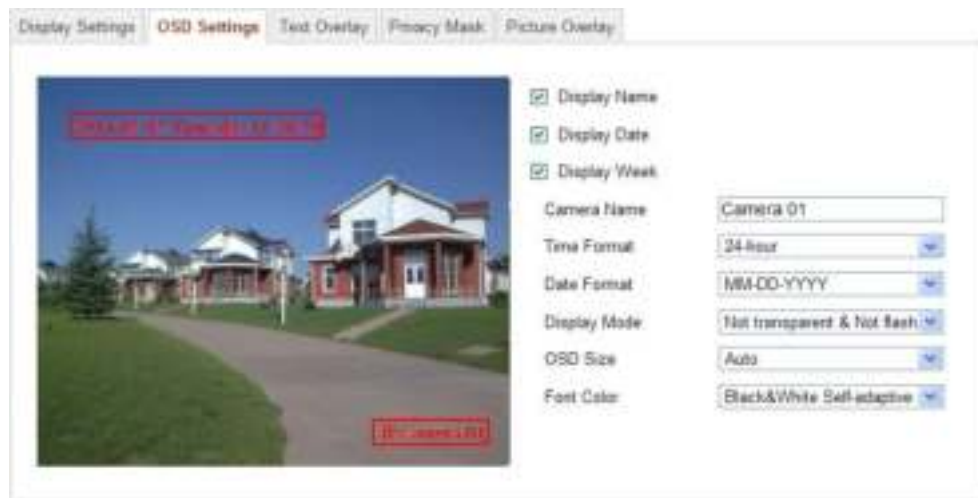 Display Settings OSD Settings Text Overlay Privacy Mask Picture Overlay
Display Name
Display Date
Display Week
Camera Name Camera 01
Time Format 24-hour
Date Format MM-DD-YYYY
Display Mode Not transparent & Not flash
OSD Size Auto
Font Color Black&White Self-adaptive